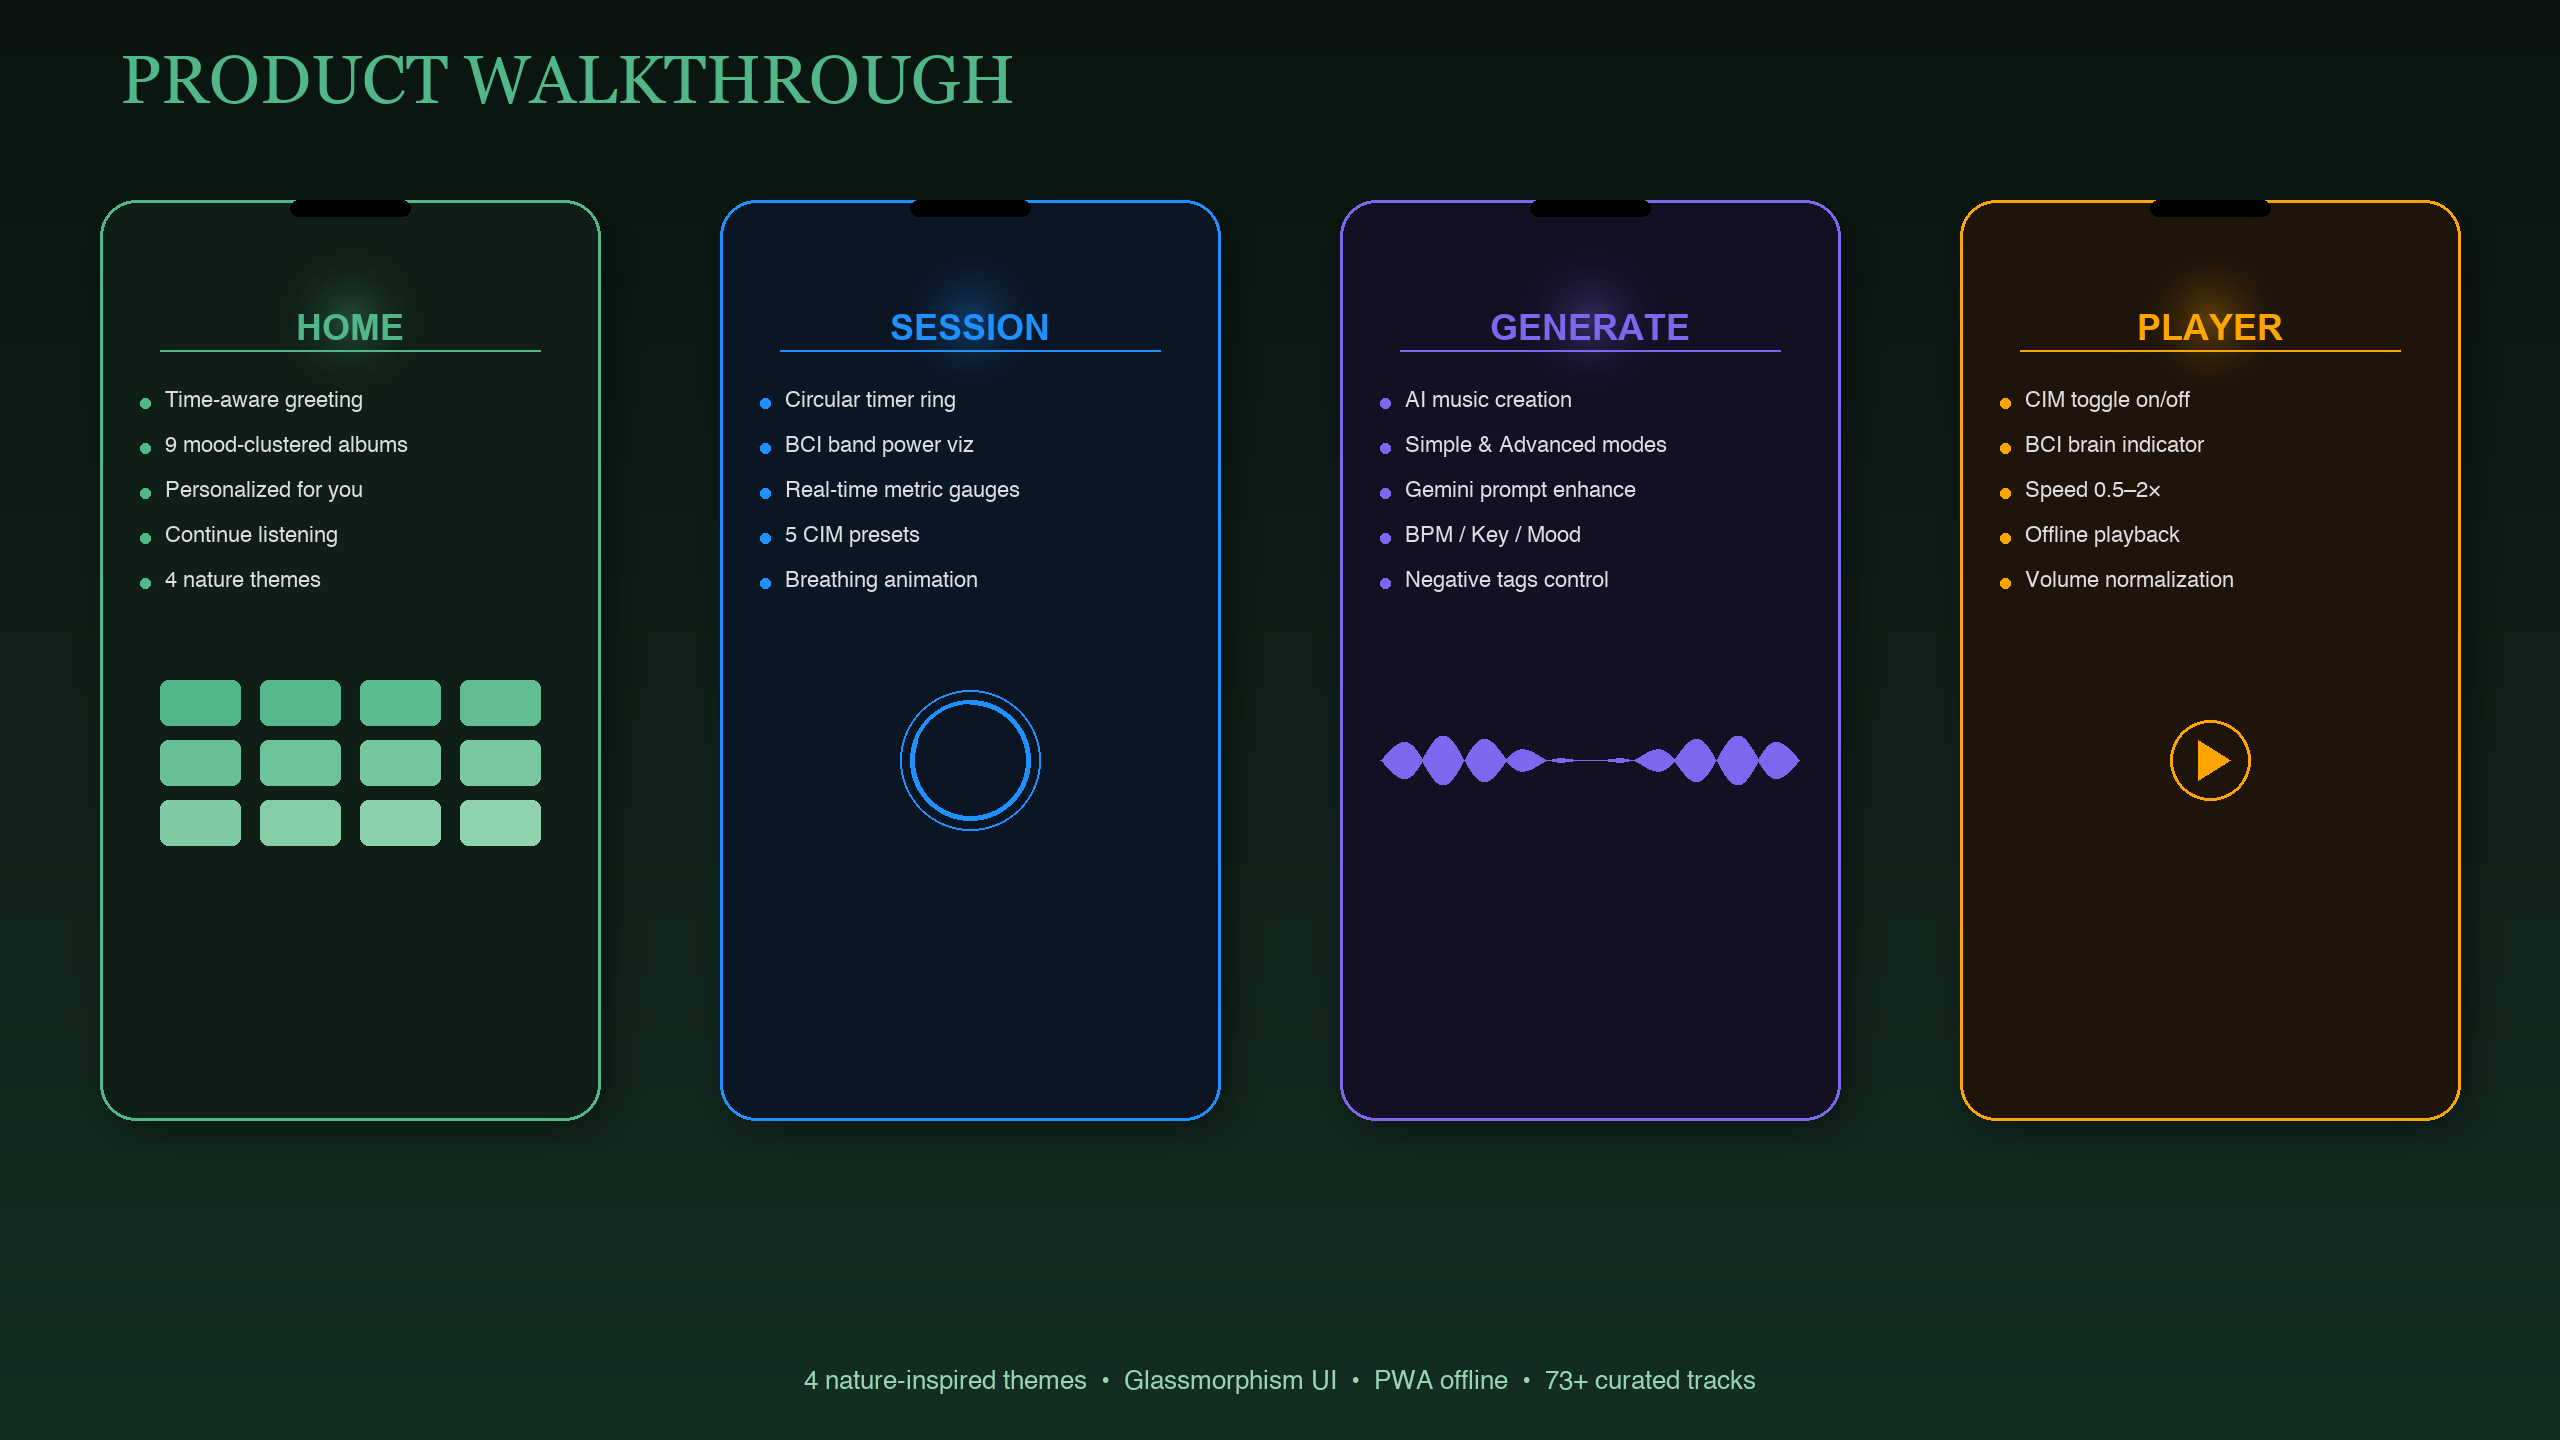 PRODUCT WALKTHROUGH
HOME
Time-aware greeting
9 mood-clustered albums
Personalized for you
Continue listening
4 nature themes
SESSION
Circular timer ring
BCI band power viz
Real-time metric gauges
5 CIM presets
Breathing animation
GENERATE
AI music creation
Simple & Advanced modes
Gemini prompt enhance
BPM / Key / Mood
Negative tags control
PLAYER
CIM toggle on/off
BCI brain indicator
Speed 0.5–2×
Offline playback
Volume normalization
4 nature-inspired themes • Glassmorphism UI • PWA offline • 73+ curated tracks